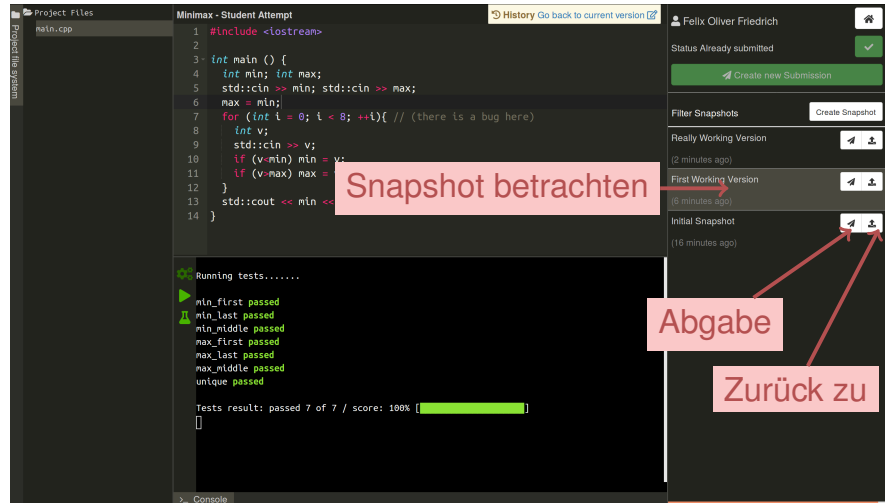 Project Files
main.cpp
Project file system
Minimax - Student Attempt
History Go back to current version
1 #include <iostream>
2
3 int main () {
4 int min; int max;
5 std::cin >> min; std::cin >> max;
6 max = min;
7 for (int i = 0; i < 8; ++i){ // (there is a bug here)
8 int v;
9 std::cin >> v;
10 if (v<min) min = v;
11 if (v>max) max =
12 }
13 std::cout << min <<
14 }
Running tests.......
min_first passed
min_last passed
min_middle passed
max_first passed
max_last passed
max_middle passed
unique passed
Tests result: passed 7 of 7 / score: 100% [ ]
>_ Console
Felix Oliver Friedrich
Status Already submitted
Create new Submission
Filter Snapshots
Create Snapshot
Really Working Version
(2 minutes ago)
First Working Version
(6 minutes ago)
Initial Snapshot
(16 minutes ago)
Snapshot betrachten
Abgabe
Zurück zu